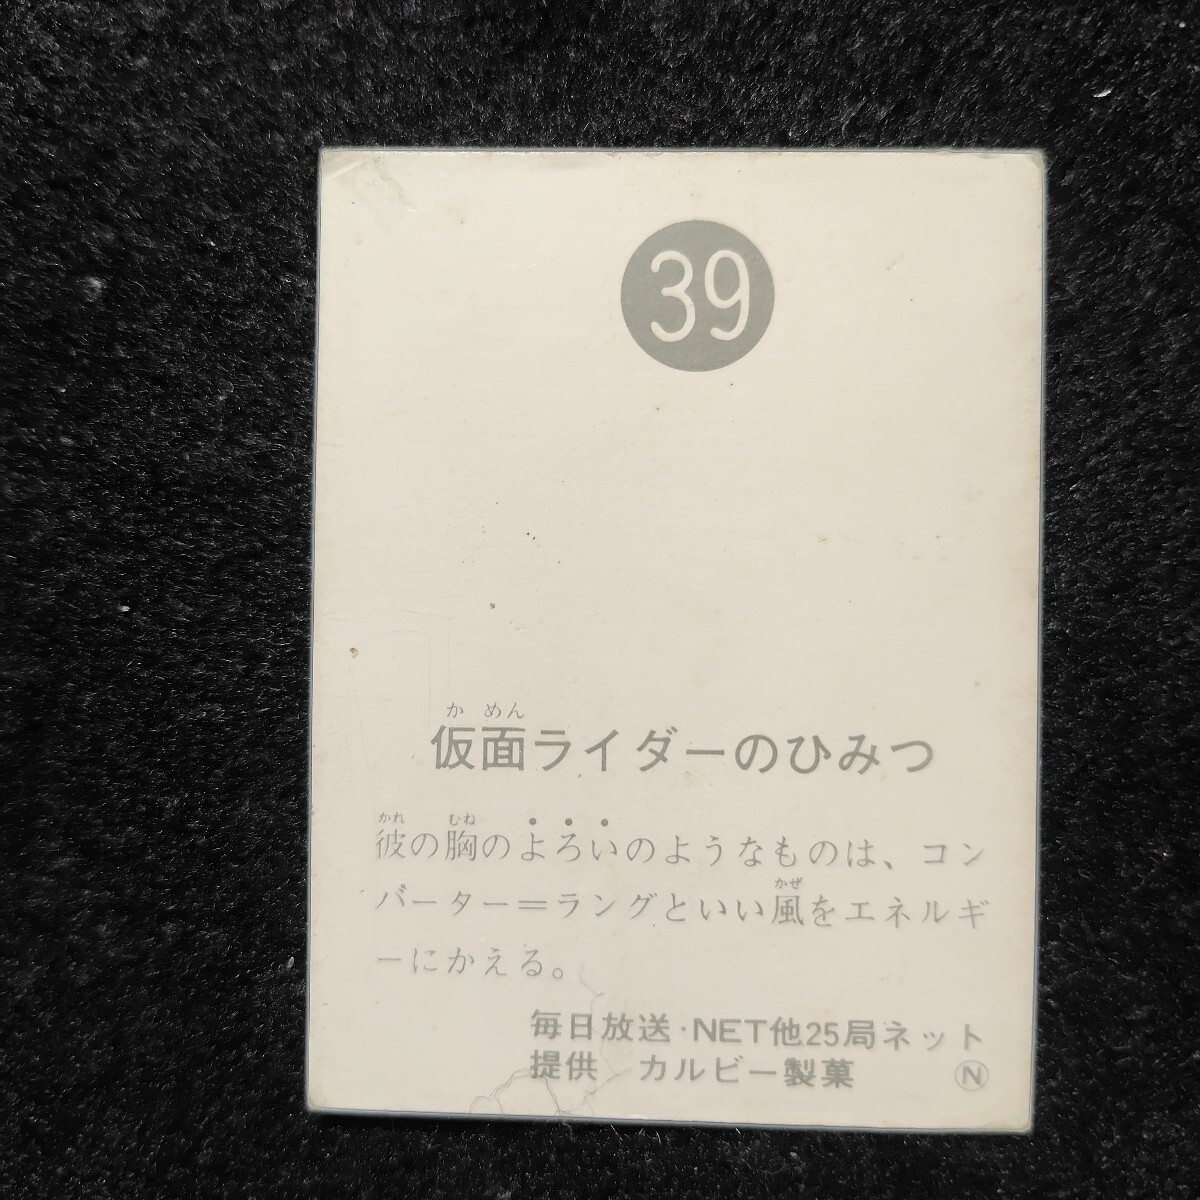 39
仮面ライダーのひみつ
かめん
彼の胸のよろいのようなものは、コン
かれ むね
バーター=ラングといい風をエネルギ
かぜ
ーにかえる。
毎日放送·NET他25局ネット
提供 カルビー製菓 Ⓝ